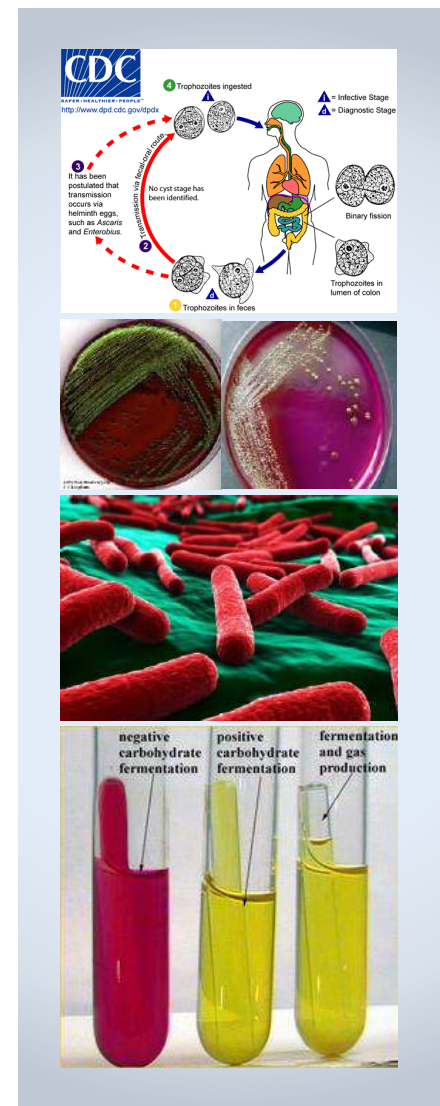 CDC
SAFER • HEALTHIER • PEOPLE™
http://www.dpd.cdc.gov/dpdx
4 Trophozoites ingested
i
i = Infective Stage
d = Diagnostic Stage
3
It has been
postulated that
transmission
occurs via
helminth eggs,
such as Ascaris
and Enterobius.
Transmission via fecal-oral route.
2
No cyst stage has
been identified.
Binary fission
Trophozoites in
lumen of colon
d
1 Trophozoites in feces
negative
carbohydrate
fermentation
positive
carbohydrate
fermentation
fermentation
and gas
production